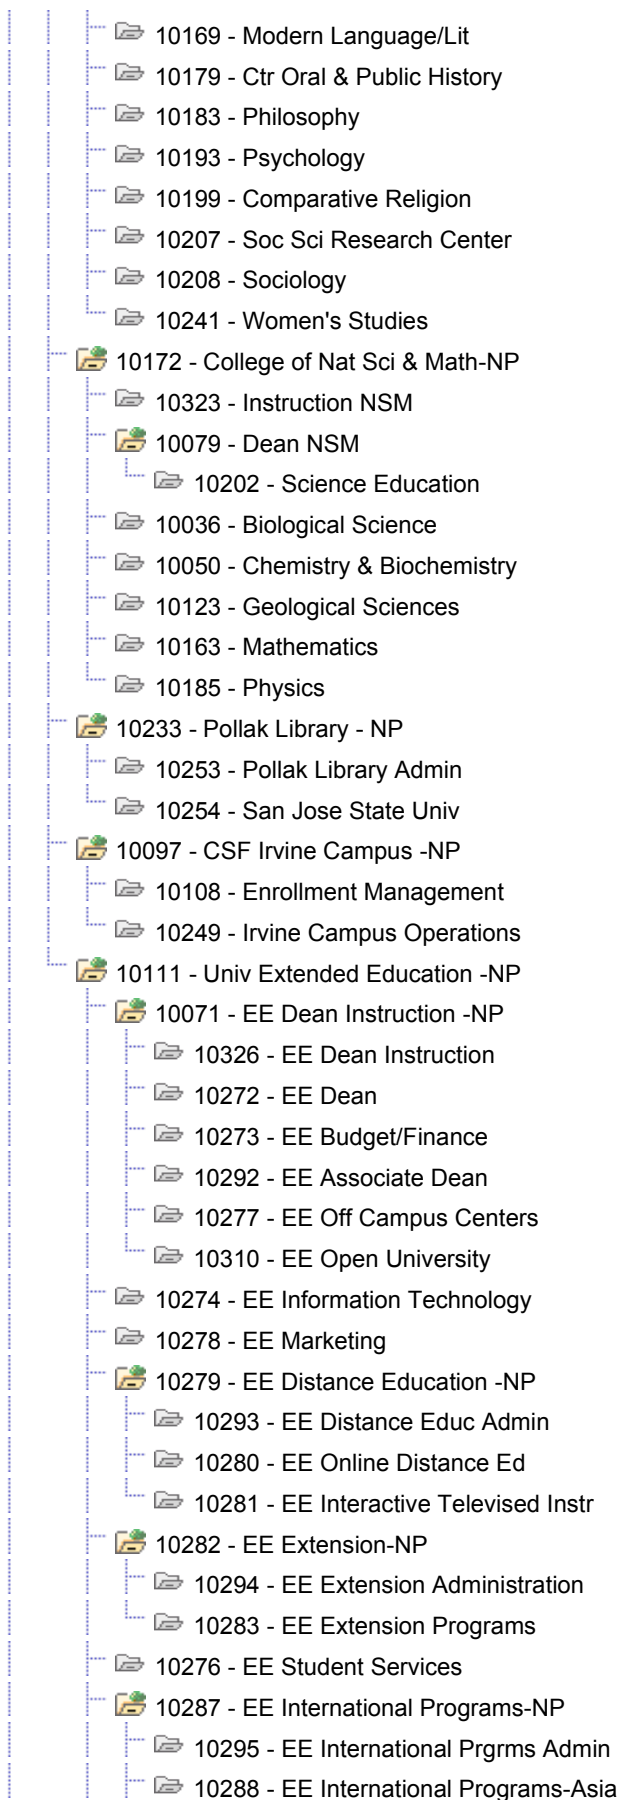 10169 - Modern Language/Lit
10179 - Ctr Oral & Public History
10183 - Philosophy
10193 - Psychology
10199 - Comparative Religion
10207 - Soc Sci Research Center
10208 - Sociology
10241 - Women's Studies
10172 - College of Nat Sci & Math-NP
10323 - Instruction NSM
10079 - Dean NSM
10202 - Science Education
10036 - Biological Science
10050 - Chemistry & Biochemistry
10123 - Geological Sciences
10163 - Mathematics
10185 - Physics
10233 - Pollak Library - NP
10253 - Pollak Library Admin
10254 - San Jose State Univ
10097 - CSF Irvine Campus -NP
10108 - Enrollment Management
10249 - Irvine Campus Operations
10111 - Univ Extended Education -NP
10071 - EE Dean Instruction -NP
10326 - EE Dean Instruction
10272 - EE Dean
10273 - EE Budget/Finance
10292 - EE Associate Dean
10277 - EE Off Campus Centers
10310 - EE Open University
10274 - EE Information Technology
10278 - EE Marketing
10279 - EE Distance Education -NP
10293 - EE Distance Educ Admin
10280 - EE Online Distance Ed
10281 - EE Interactive Televised Instr
10282 - EE Extension-NP
10294 - EE Extension Administration
10283 - EE Extension Programs
10276 - EE Student Services
10287 - EE International Programs-NP
10295 - EE International Prgrms Admin
10288 - EE International Programs-Asia